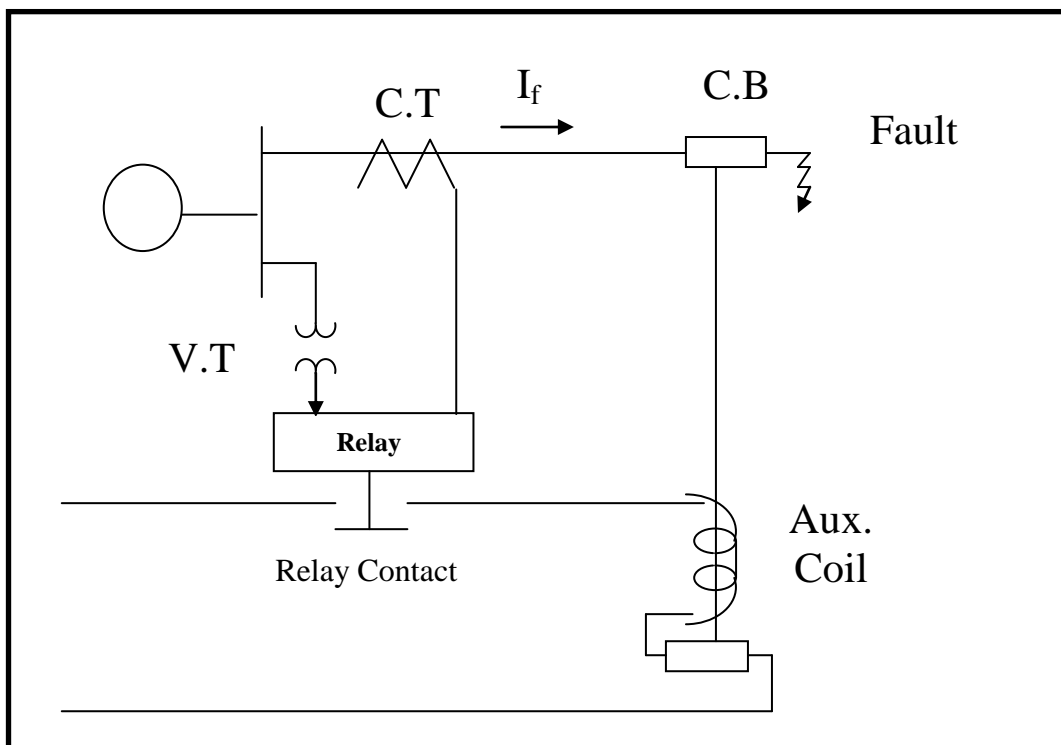 C.T
I_f
C.B
Fault
V.T
Relay
Relay Contact
Aux.
Coil